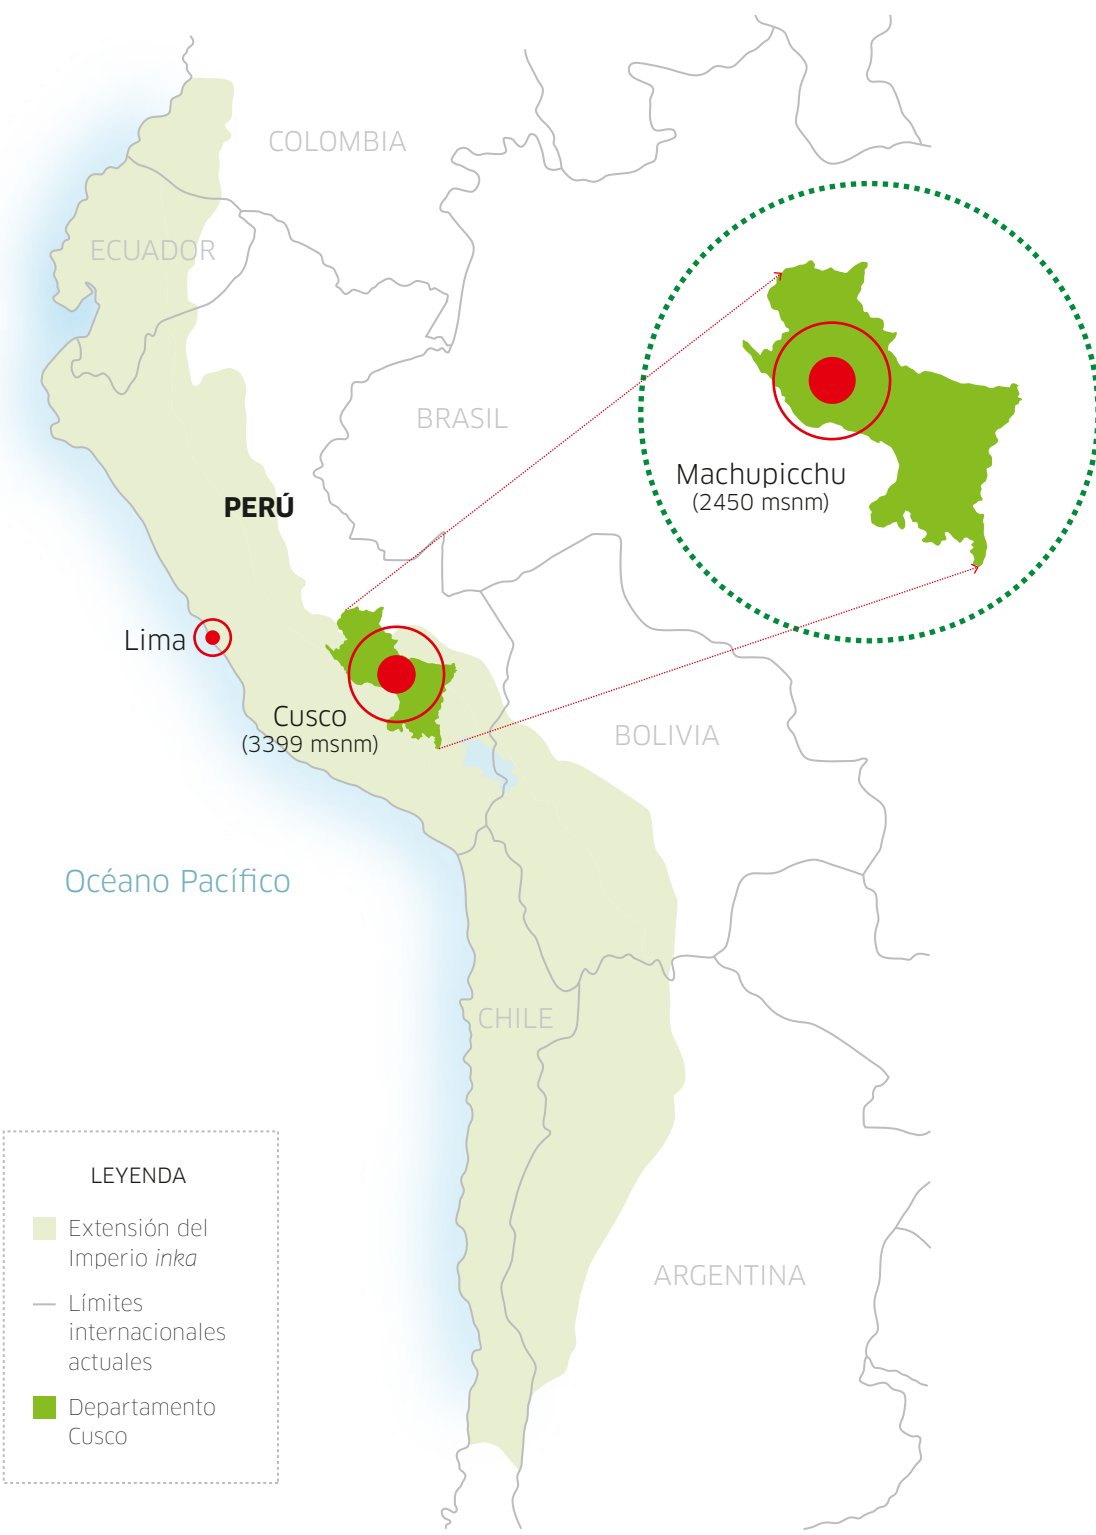 COLOMBIA
ECUADOR
BRASIL
PERÚ
Machupicchu
(2450 msnm)
Lima
Cusco
(3399 msnm)
BOLIVIA
Océano Pacífico
CHILE
ARGENTINA
LEYENDA
Extensión del
Imperio inka
Límites
internacionales
actuales
Departamento
Cusco